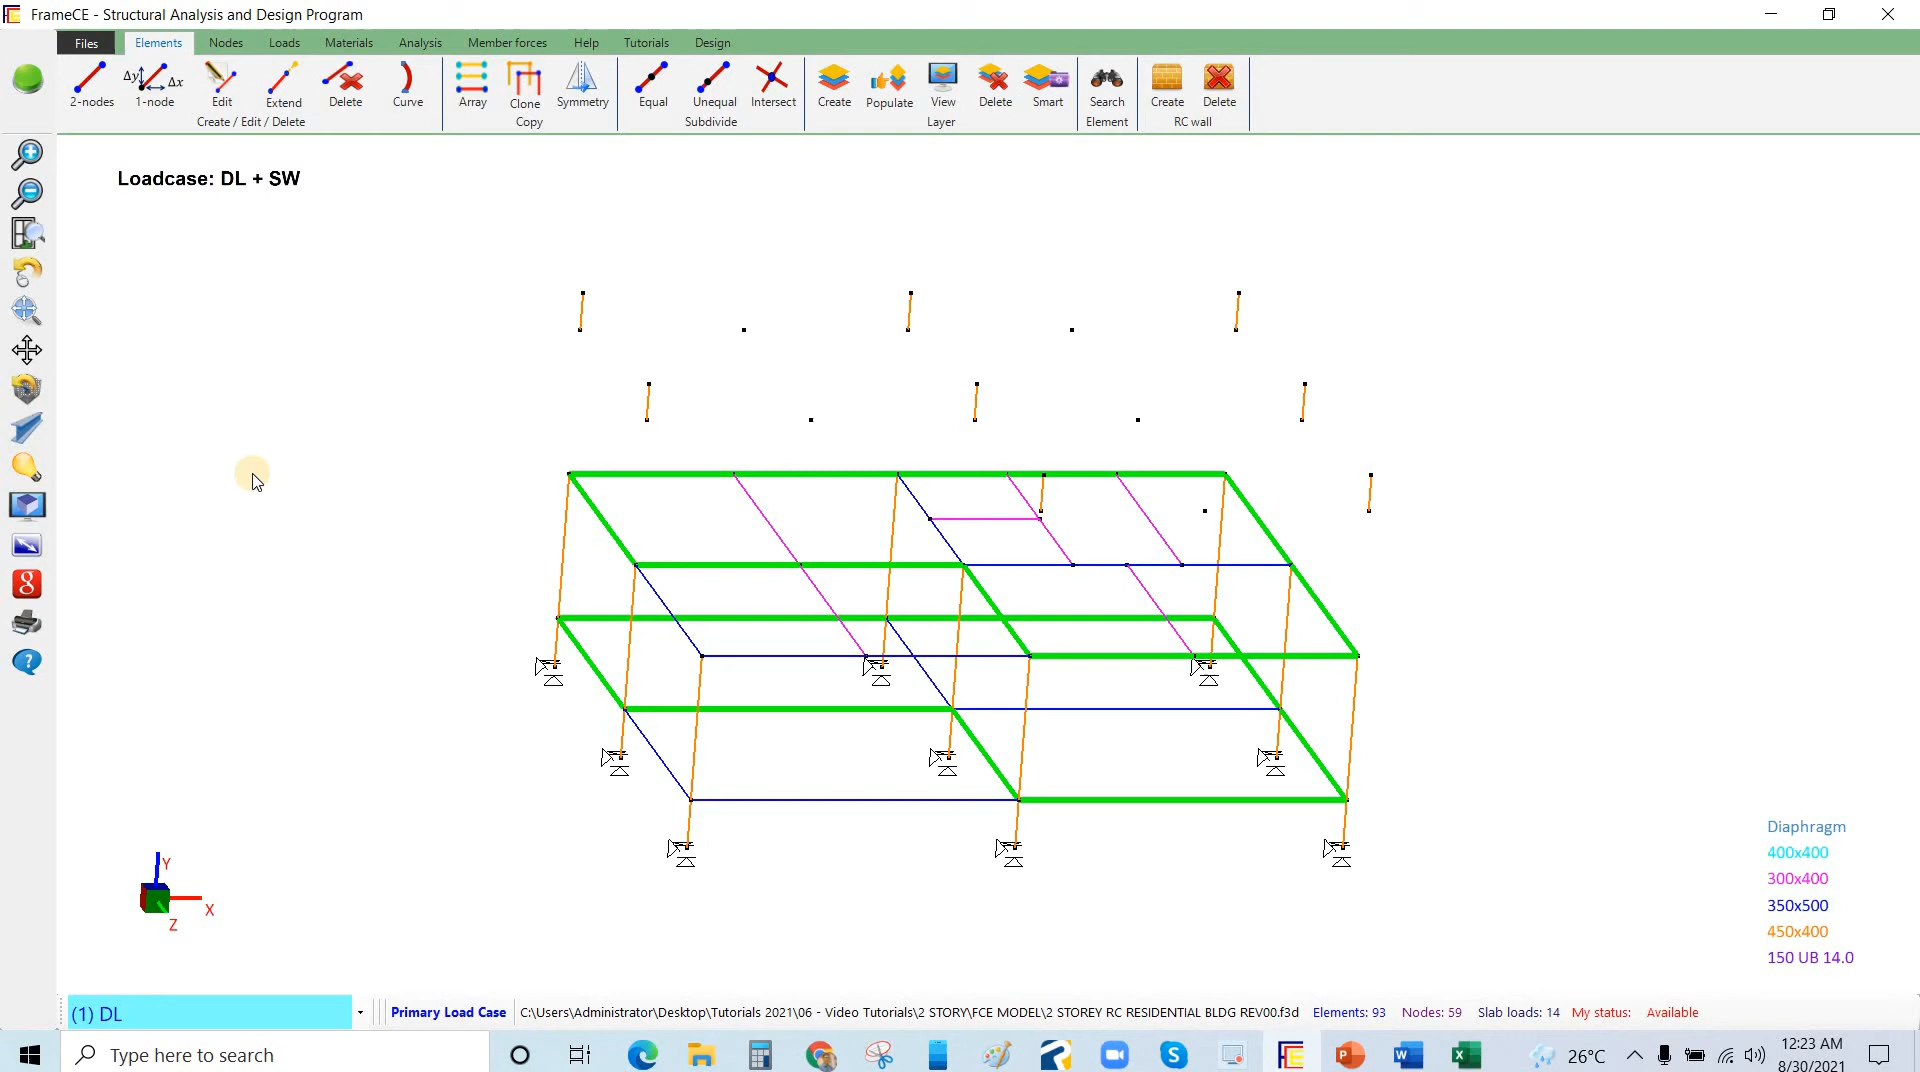 FrameCE - Structural Analysis and Design Program
Files Elements Nodes Loads Materials Analysis Member forces Help Tutorials Design
2-nodes Δy Δx 1-node Edit Extend Delete Curve Array Clone Symmetry Equal Unequal Intersect Create Populate View Delete Smart Search Create Delete
Create / Edit / Delete Copy Subdivide Layer Element RC wall
Loadcase: DL + SW
8
?
Y
X
Z
Diaphragm
400x400
300x400
350x500
450x400
150 UB 14.0
(1) DL Primary Load Case C:\Users\Administrator\Desktop\Tutorials 2021\06 - Video Tutorials\2 STORY\FCE MODEL\2 STOREY RC RESIDENTIAL BLDG REV00.f3d Elements: 93 Nodes: 59 Slab loads: 14 My status: Available
Type here to search
26°C
12:23 AM
8/30/2021